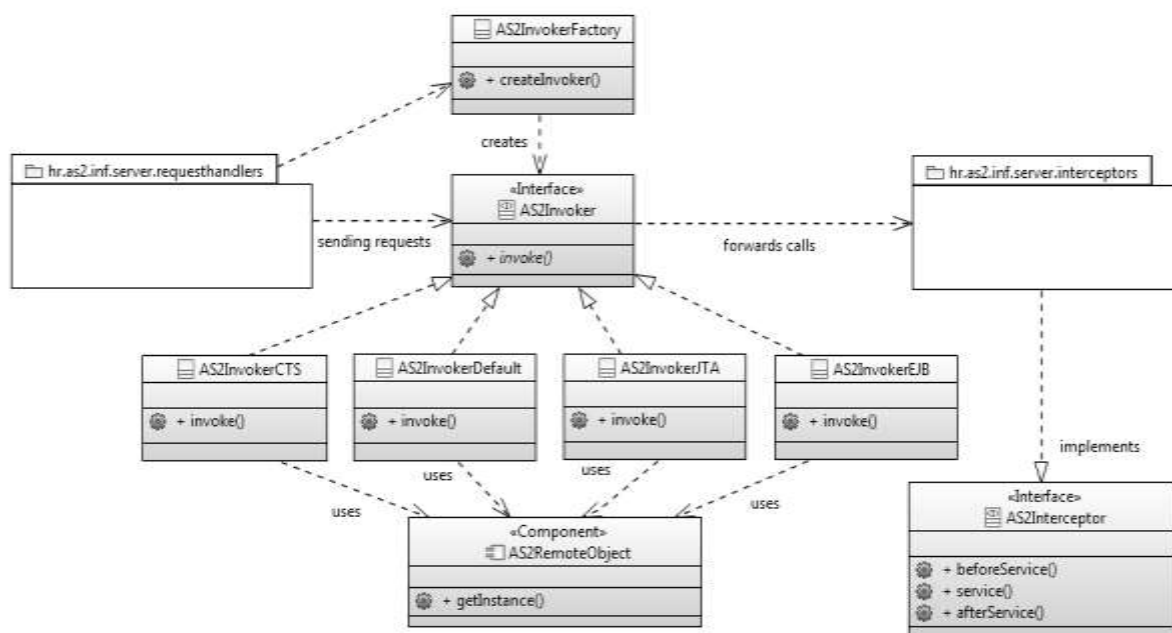 AS2InvokerFactory
+ createInvoker()
creates
hr.as2.inf.server.requesthandlers
hr.as2.inf.server.interceptors
«Interface»
AS2Invoker
sending requests
forwards calls
+ invoke()
AS2InvokerCTS
AS2InvokerDefault
AS2InvokerJTA
AS2InvokerEJB
+ invoke()
+ invoke()
+ invoke()
+ invoke()
implements
uses
uses
uses
uses
«Component»
AS2RemoteObject
+ getInstance()
«Interface»
AS2Interceptor
+ beforeService()
+ service()
+ afterService()